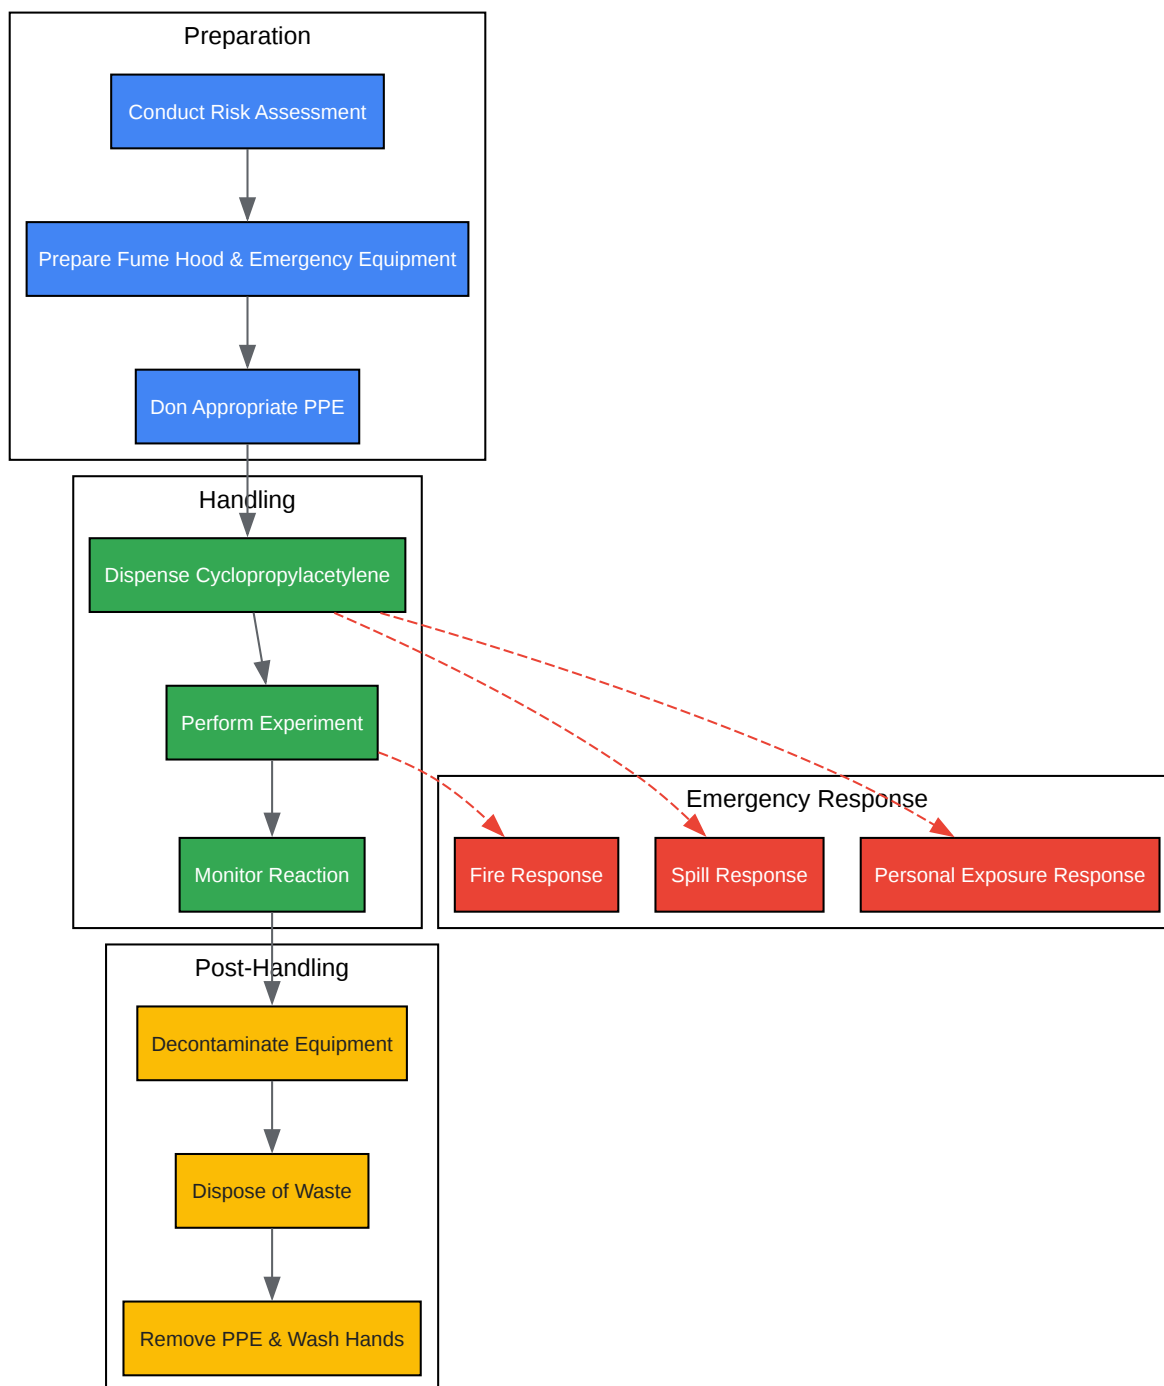 Preparation
Conduct Risk Assessment
Prepare Fume Hood & Emergency Equipment
Don Appropriate PPE
Handling
Dispense Cyclopropylacetylene
Perform Experiment
Monitor Reaction
Emergency Response
Fire Response
Spill Response
Personal Exposure Response
Post-Handling
Decontaminate Equipment
Dispose of Waste
Remove PPE & Wash Hands